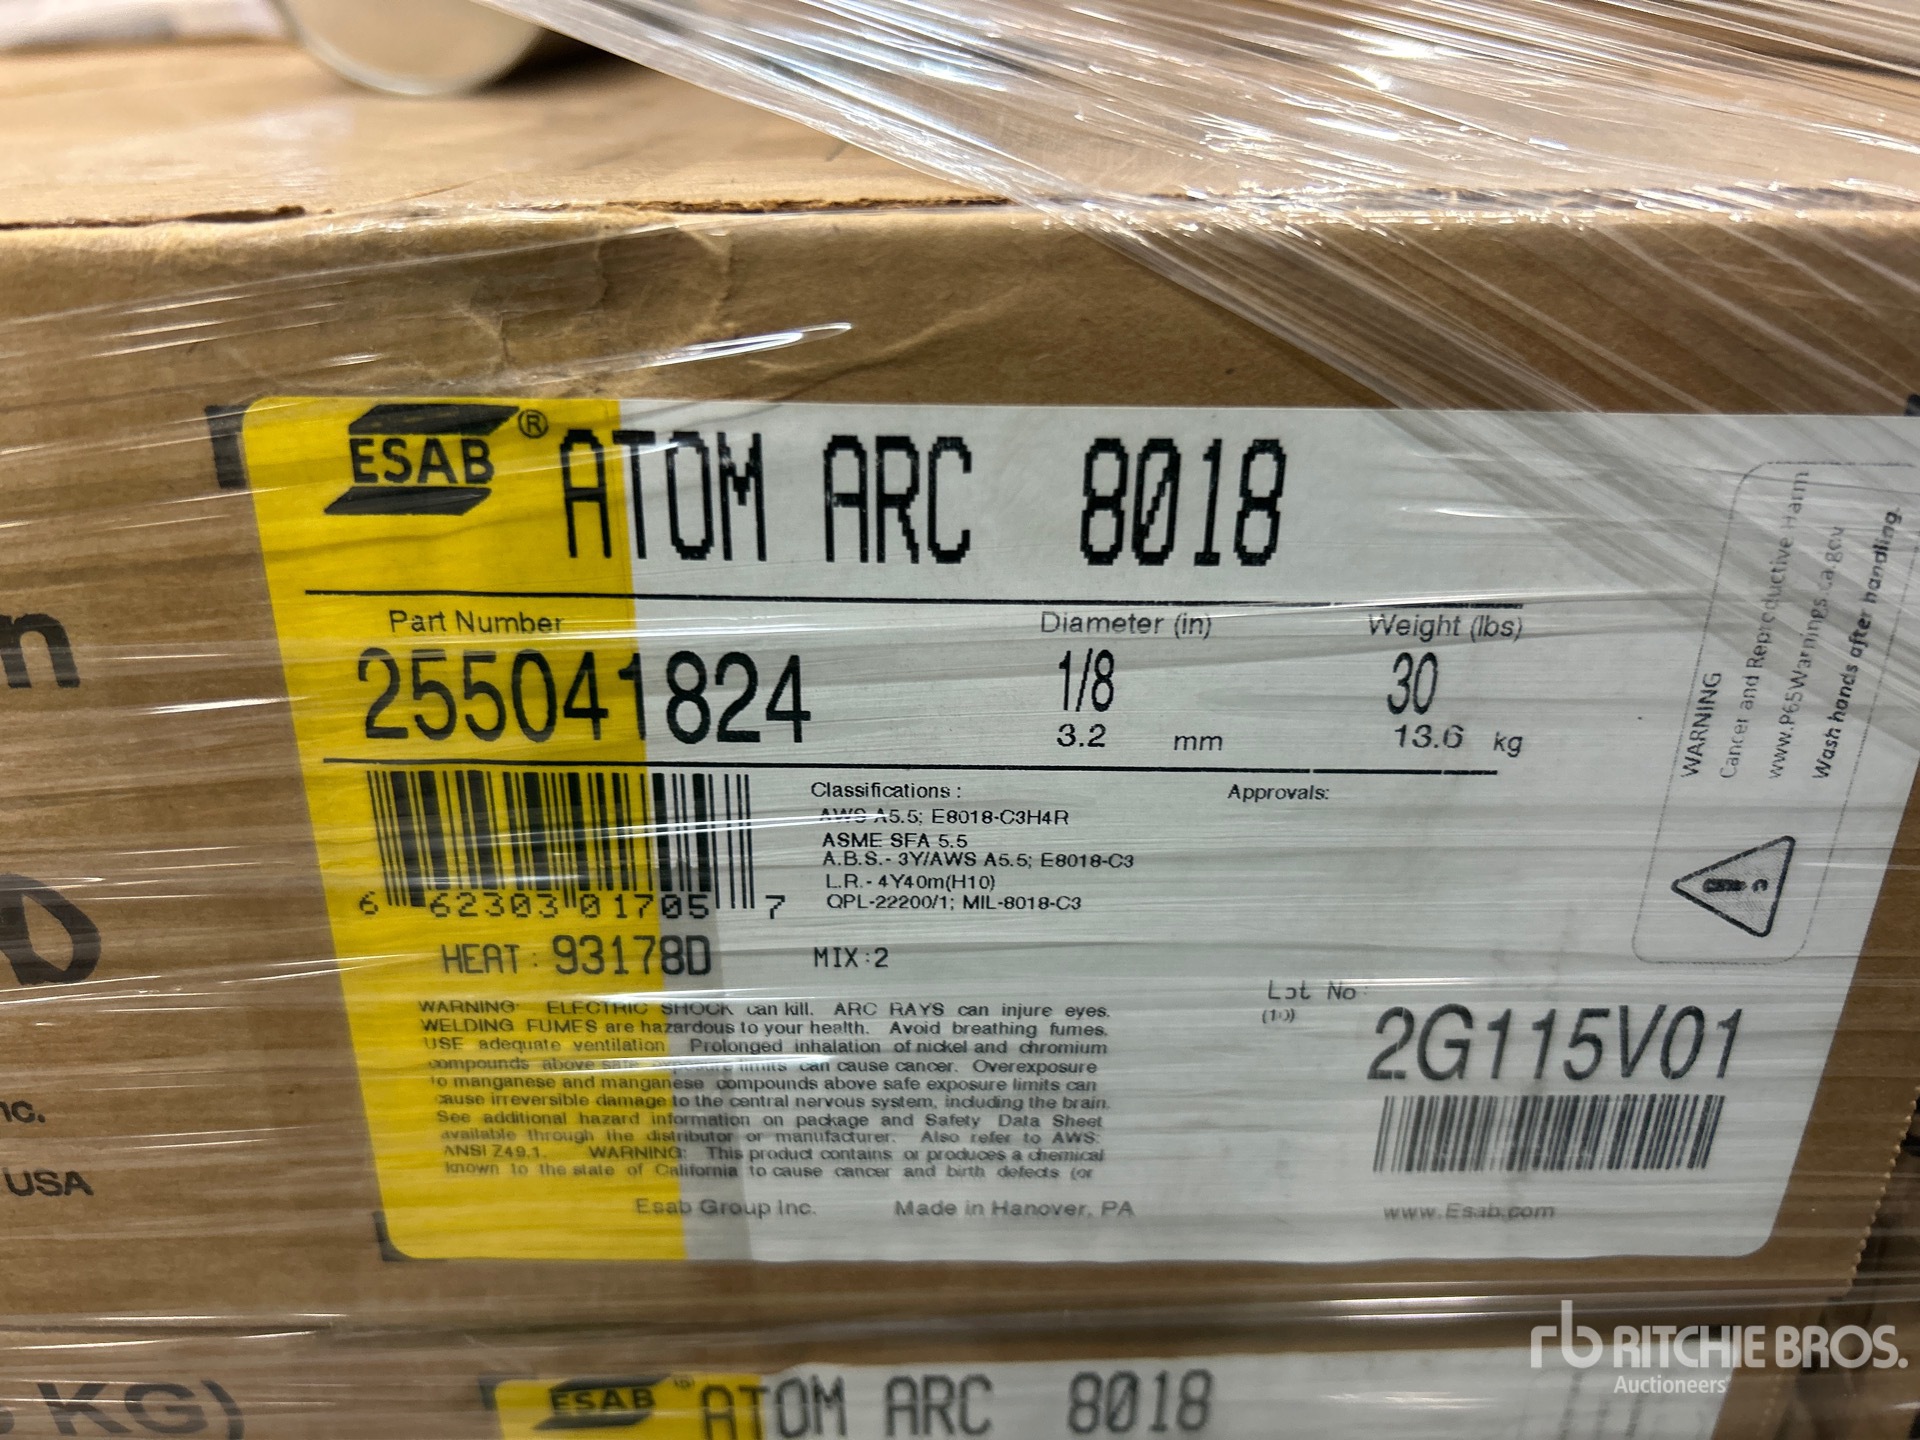 ESAB® ATOM ARC 8018
Part Number Diameter (in) Weight (lbs)
255041824 1/8 30
3.2 mm 13.6 kg
Classifications : Approvals:
AWS A5.5; E8018-C3H4R
ASME SFA 5.5
A.B.S.- 3Y/AWS A5.5; E8018-C3
L.R.- 4Y40m(H10)
QPL-22200/1; MIL-8018-C3
6 62303 01705 7
HEAT: 93178D MIX:2
WARNING: ELECTRIC SHOCK can kill. ARC RAYS can injure eyes.
WELDING FUMES are hazardous to your health. Avoid breathing fumes.
USE adequate ventilation Prolonged inhalation of nickel and chromium
compounds above safe exposure limits can cause cancer. Overexposure
to manganese and manganese compounds above safe exposure limits can
cause irreversible damage to the central nervous system, including the brain.
See additional hazard information on package and Safety Data Sheet
available through the distributor or manufacturer. Also refer to AWS:
ANSI Z49.1. WARNING: This product contains or produces a chemical
known to the state of California to cause cancer and birth defects (or
Esab Group Inc. Made in Hanover, PA
Lot No:
2G115V01
www.Esab.com
WARNING
Cancer and Reproductive Harm
www.P65Warnings.ca.gov
Wash hands after handling.
n
nc.
USA
KG)
ESAB ATOM ARC 8018
rb RITCHIE BROS.
Auctioneers